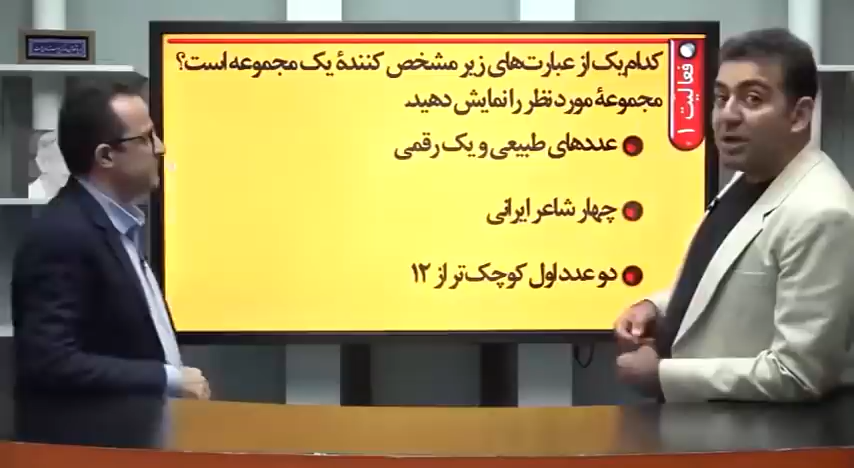 فعالیت ۱
کدام‌یک از عبارت‌های زیر مشخص کنندهٔ یک مجموعه است؟
مجموعهٔ مورد نظر را نمایش دهید.
عددهای طبیعی و یک رقمی
چهار شاعر ایرانی
دو عدد اول کوچک‌تر از ۱۲